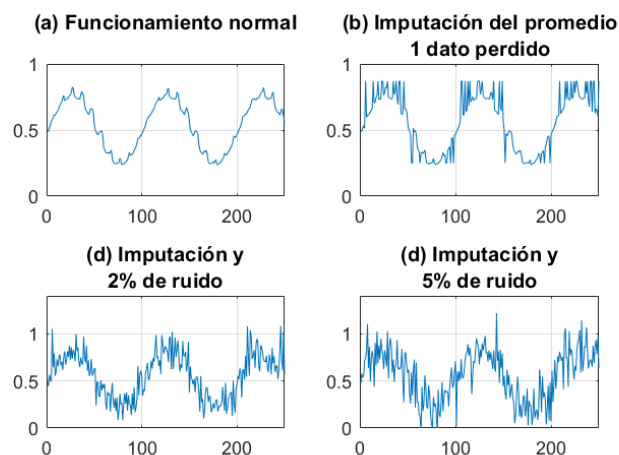 (a) Funcionamiento normal
1
0.5
0
0 100 200
(b) Imputación del promedio
1 dato perdido
1
0.5
0
0 100 200
(d) Imputación y
2% de ruido
1
0.5
0
0 100 200
(d) Imputación y
5% de ruido
1
0.5
0
0 100 200